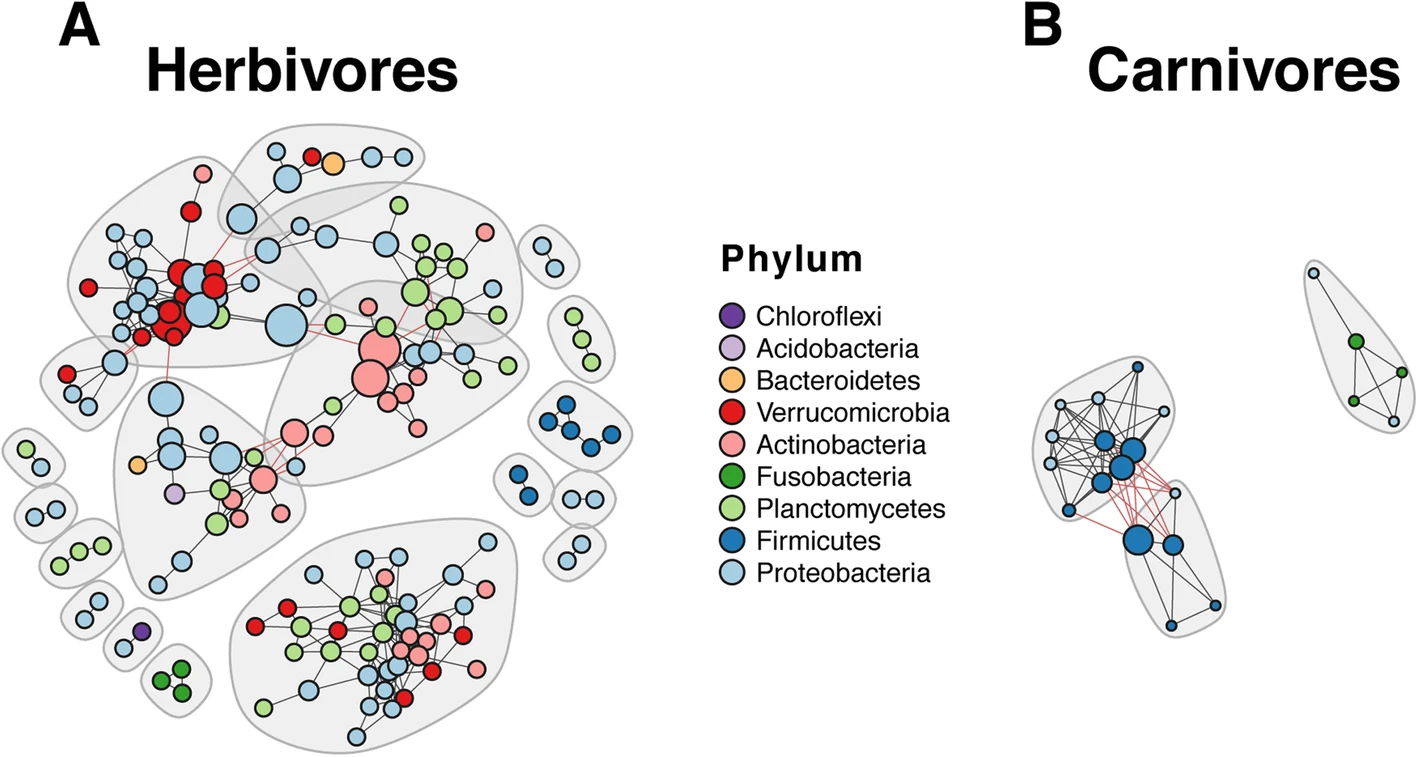 A
Herbivores
B
Carnivores
Phylum
Chloroflexi
Acidobacteria
Bacteroidetes
Verrucomicrobia
Actinobacteria
Fusobacteria
Planctomycetes
Firmicutes
Proteobacteria